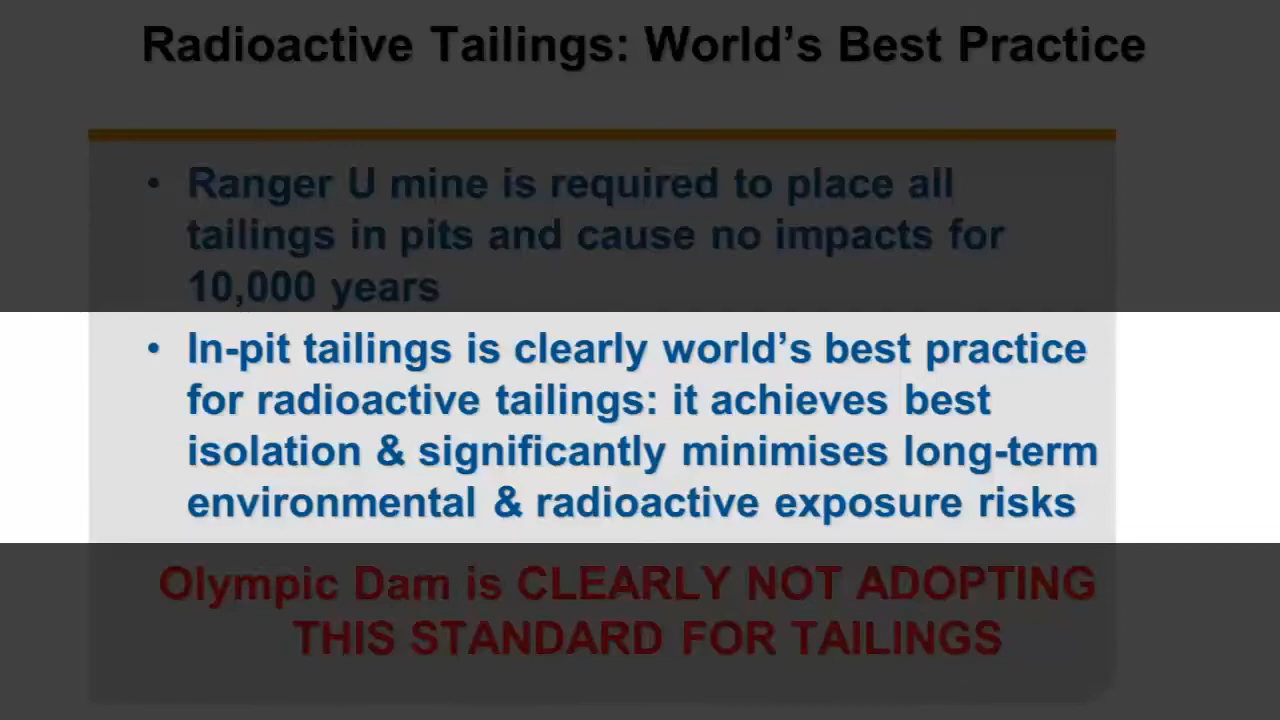 Radioactive Tailings: World's Best Practice
• Ranger U mine is required to place all
tailings in pits and cause no impacts for
10,000 years
• In-pit tailings is clearly world's best practice
for radioactive tailings: it achieves best
isolation & significantly minimises long-term
environmental & radioactive exposure risks
Olympic Dam is CLEARLY NOT ADOPTING
THIS STANDARD FOR TAILINGS